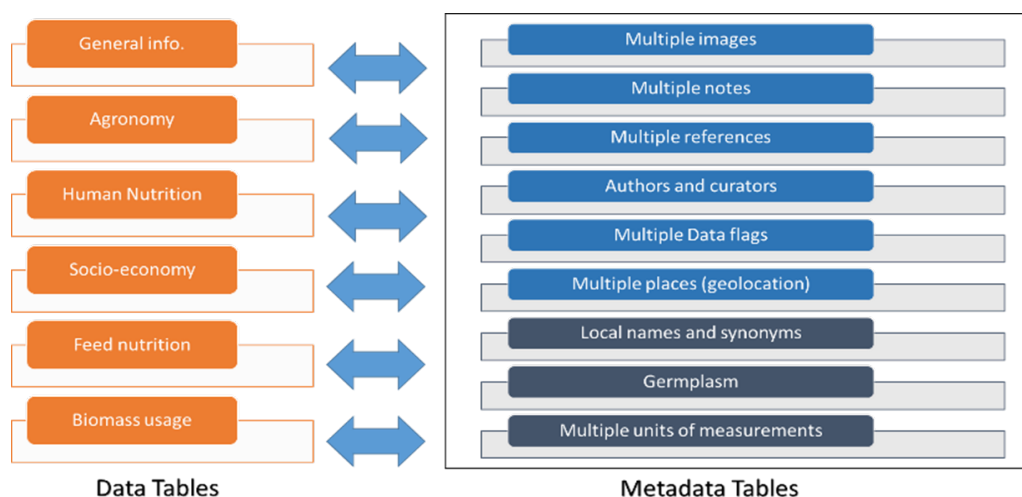 General info.
Agronomy
Human Nutrition
Socio-economy
Feed nutrition
Biomass usage
Data Tables
Multiple images
Multiple notes
Multiple references
Authors and curators
Multiple Data flags
Multiple places (geolocation)
Local names and synonyms
Germplasm
Multiple units of measurements
Metadata Tables